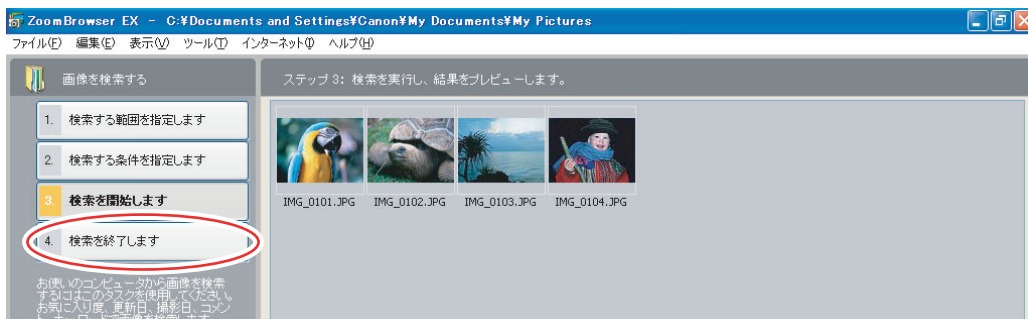 ZoomBrowser EX - C:¥Documents and Settings¥Canon¥My Documents¥My Pictures
ファイル(F) 編集(E) 表示(V) ツール(T) インターネット(I) ヘルプ(H)
画像を検索する
ステップ 3: 検索を実行し、結果をプレビューします。
1. 検索する範囲を指定します
2. 検索する条件を指定します
3. 検索を開始します
4. 検索を終了します
IMG_0101.JPG IMG_0102.JPG IMG_0103.JPG IMG_0104.JPG
お使いのコンピュータから画像を検索
するにはこのタスクを使用してください。
お気に入り度、更新日、撮影日、コメン